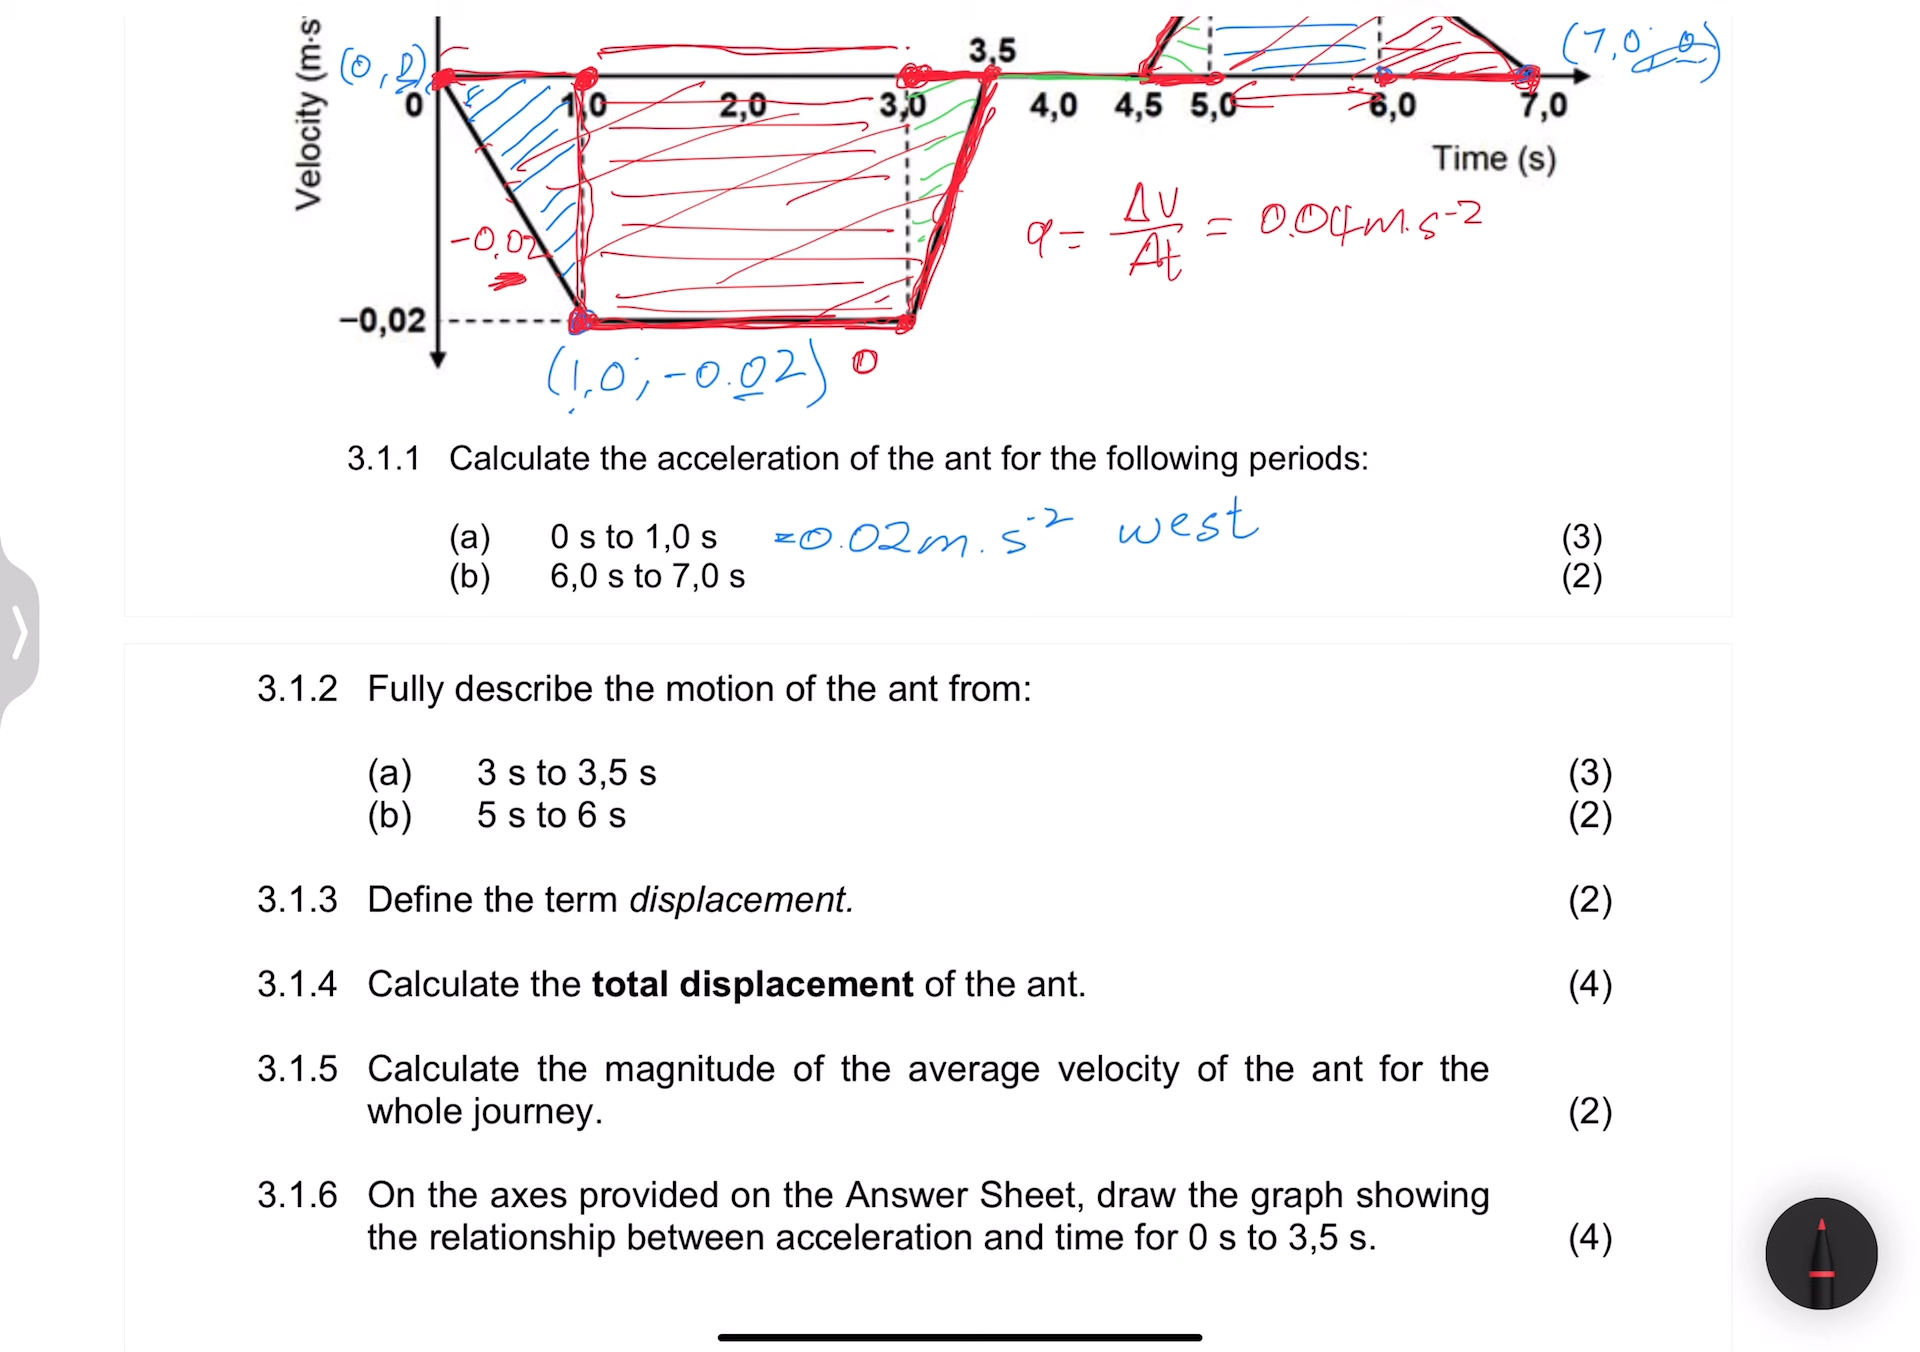 Velocity (m·s
(0,0)
3,5
(7,0; 0)
0 1,0 2,0 3,0 4,0 4,5 5,0 6,0 7,0
Time (s)
-0.02
a = Δv/Δt = 0.04m.s-2
−0,02
(1,0; -0.02) 0
3.1.1 Calculate the acceleration of the ant for the following periods:
(a) 0 s to 1,0 s =0.02m.s-2 west (3)
(b) 6,0 s to 7,0 s (2)
3.1.2 Fully describe the motion of the ant from:
(a) 3 s to 3,5 s (3)
(b) 5 s to 6 s (2)
3.1.3 Define the term displacement. (2)
3.1.4 Calculate the total displacement of the ant. (4)
3.1.5 Calculate the magnitude of the average velocity of the ant for the
whole journey. (2)
3.1.6 On the axes provided on the Answer Sheet, draw the graph showing
the relationship between acceleration and time for 0 s to 3,5 s. (4)